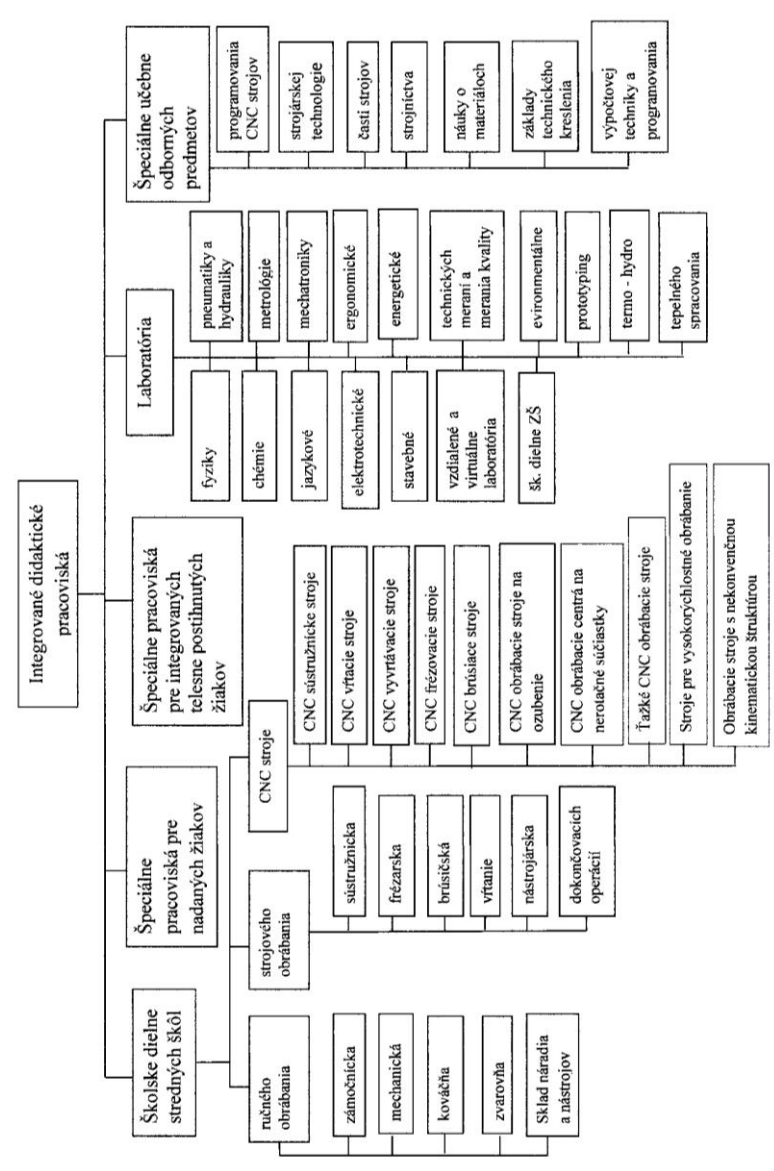 Integrované didaktické
pracoviská
Školske dielne
stredných škôl
Špeciálne
pracoviská pre
nadaných žiakov
Špeciálne pracoviská
pre integrovaných
telesne postihnutých
žiakov
Laboratória
Špeciálne učebne
odborných
predmetov
ručného
obrábania
zámočnícka
mechanická
kováčňa
zvarovňa
Sklad náradia
a nástrojov
strojového
obrábania
sústružnícka
frézarska
brúsičská
vŕtanie
nástrojárska
dokončovacích
operácií
CNC stroje
CNC sústružnícke stroje
CNC vŕtacie stroje
CNC vyvrtávacie stroje
CNC frézovacie stroje
CNC brúsiace stroje
CNC obrábacie stroje na
ozubenie
CNC obrábacie centrá na
nerotačné súčiastky
Ťažké CNC obrábacie stroje
Stroje pre vysokorýchlostné obrábanie
Obrábacie stroje s nekonvenčnou
kinematickou štruktúrou
fyziky
chémie
jazykové
elektrotechnické
stavebné
vzdialené a
virtuálne
laboratória
šk. dielne ZŠ
pneumatiky a
hydrauliky
metrológie
mechatroniky
ergonomické
energetické
technických
meraní a
merania kvality
evironmentálne
prototyping
termo - hydro
tepelného
spracovania
programovania
CNC strojov
strojárskej
technologie
častí strojov
strojníctva
náuky o
materiáloch
základy
technického
kreslenia
výpočtovej
techniky a
programovania